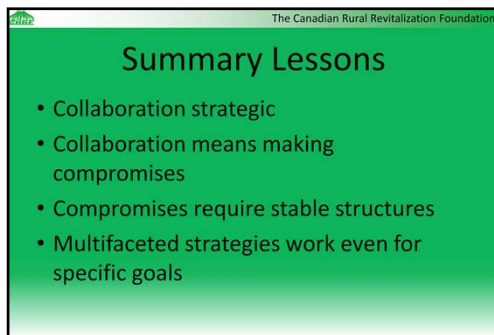 The Canadian Rural Revitalization Foundation
Summary Lessons
• Collaboration strategic
• Collaboration means making
compromises
• Compromises require stable structures
• Multifaceted strategies work even for
specific goals